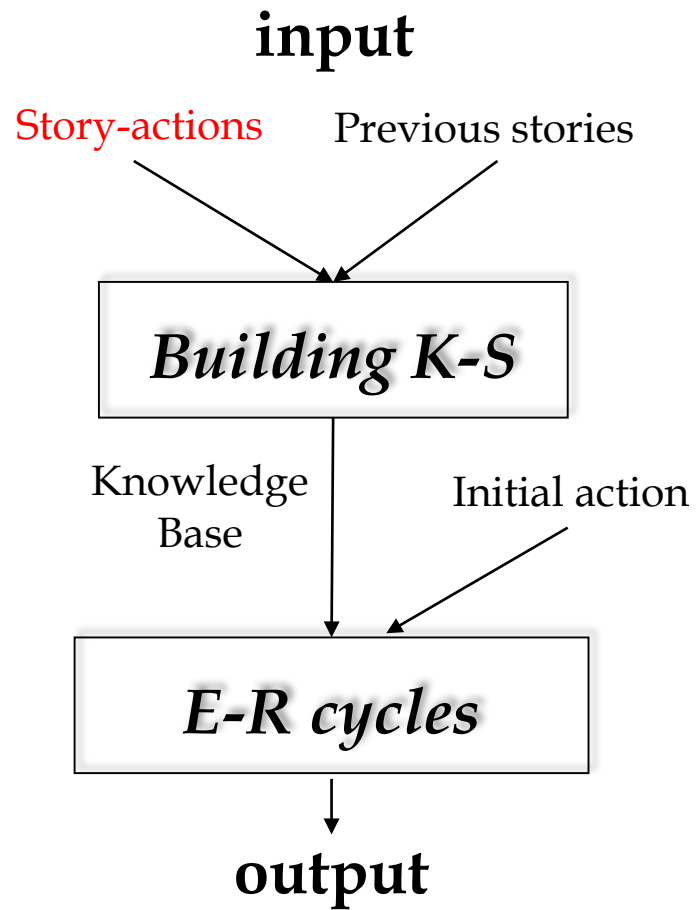 input
Story-actions
Previous stories
Building K-S
Knowledge
Base
Initial action
E-R cycles
output